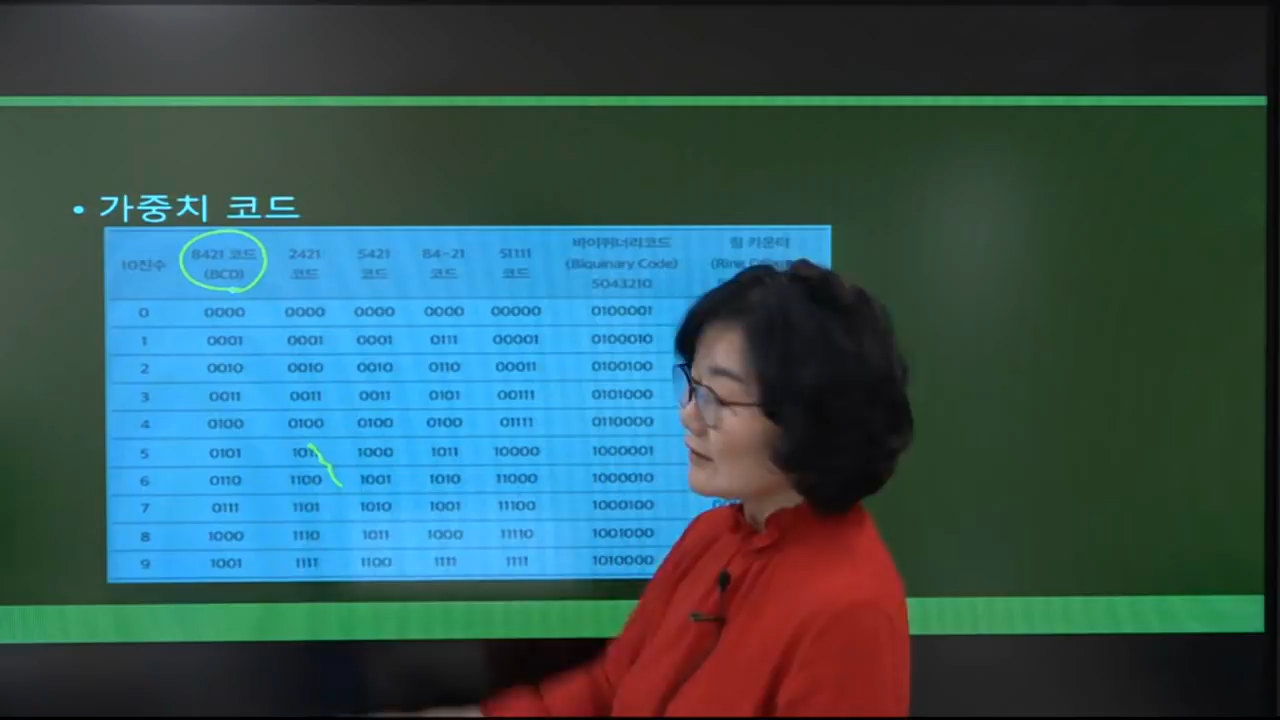 • 가중치 코드
10진수 8421 코드 (BCD) 2421 코드 5421 코드 84-21 코드 51111 코드 바이퀴너리코드 (Biquinary Code) 5043210 링 카운터 (Ring
0 0000 0000 0000 0000 00000 0100001
1 0001 0001 0001 0111 00001 0100010
2 0010 0010 0010 0110 00011 0100100
3 0011 0011 0011 0101 00111 0101000
4 0100 0100 0100 0100 01111 0110000
5 0101 1011 1000 1011 10000 1000001
6 0110 1100 1001 1010 11000 1000010
7 0111 1101 1010 1001 11100 1000100
8 1000 1110 1011 1000 11110 1001000
9 1001 1111 1100 1111 1111 1010000